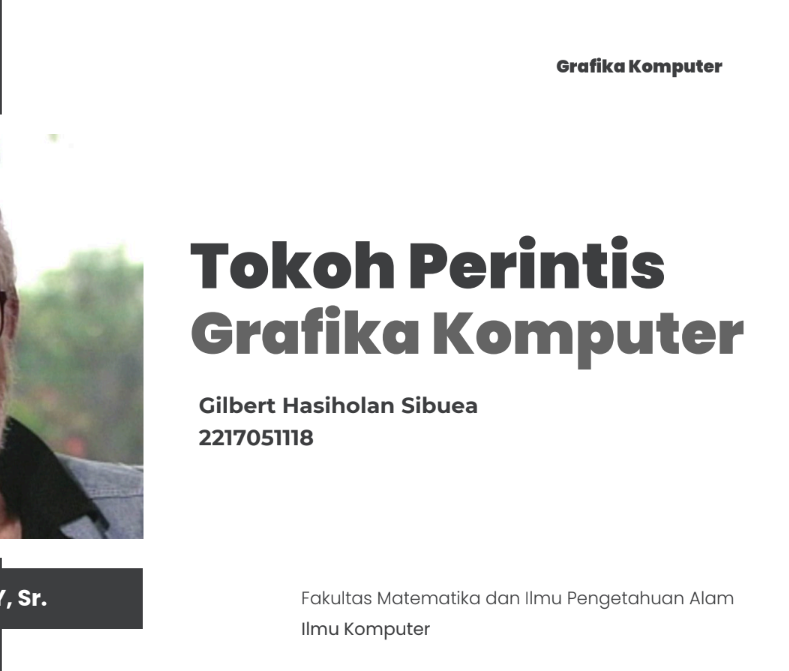 Grafika Komputer
Tokoh Perintis
Grafika Komputer
Gilbert Hasiholan Sibuea
2217051118
Y, Sr.
Fakultas Matematika dan Ilmu Pengetahuan Alam
Ilmu Komputer